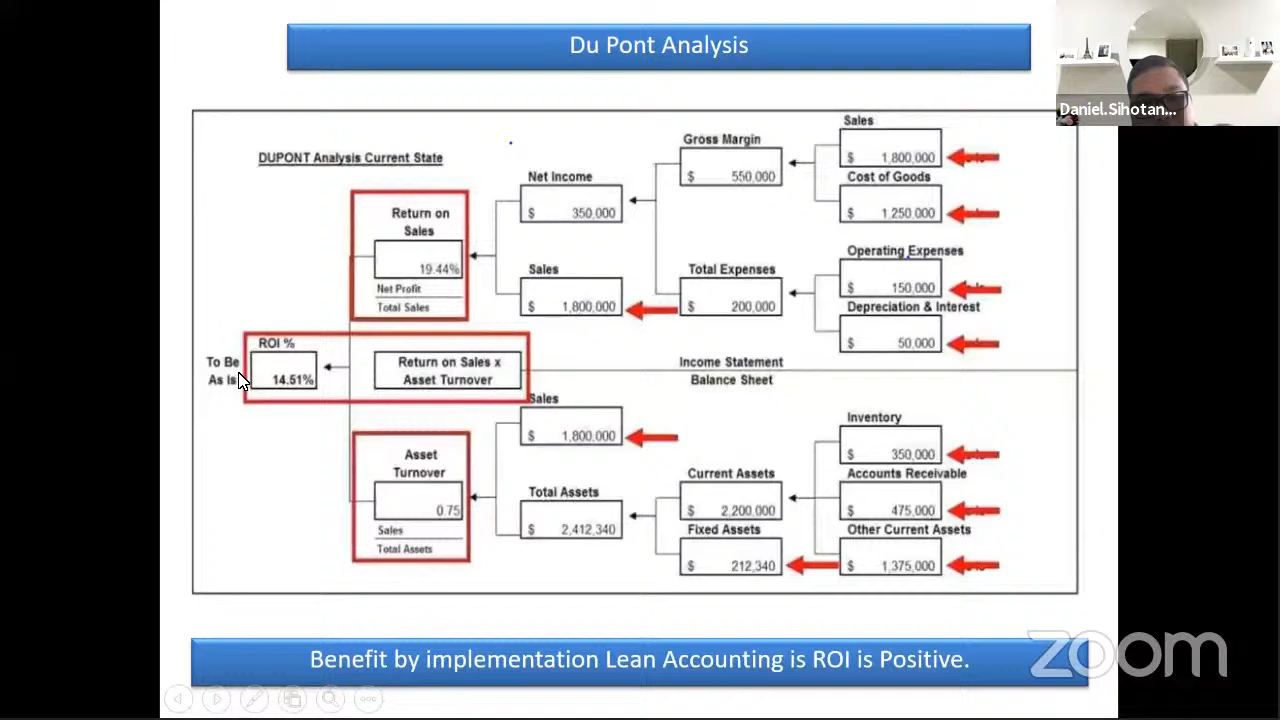 Du Pont Analysis
Daniel.Sihotan...
DUPONT Analysis Current State
Return on
Sales
19.44%
Net Profit
Total Sales
Net Income
$ 350,000
Sales
$ 1,800,000
Gross Margin
$ 550,000
Total Expenses
$ 200,000
Sales
$ 1,800,000
Cost of Goods
$ 1,250,000
Operating Expenses
$ 150,000
Depreciation & Interest
$ 50,000
To Be
As Is
ROI %
14.51%
Return on Sales x
Asset Turnover
Income Statement
Balance Sheet
Asset
Turnover
0.75
Sales
Total Assets
Sales
$ 1,800,000
Total Assets
$ 2,412,340
Current Assets
$ 2,200,000
Fixed Assets
$ 212,340
Inventory
$ 350,000
Accounts Receivable
$ 475,000
Other Current Assets
$ 1,375,000
Benefit by implementation Lean Accounting is ROI is Positive.
zoom